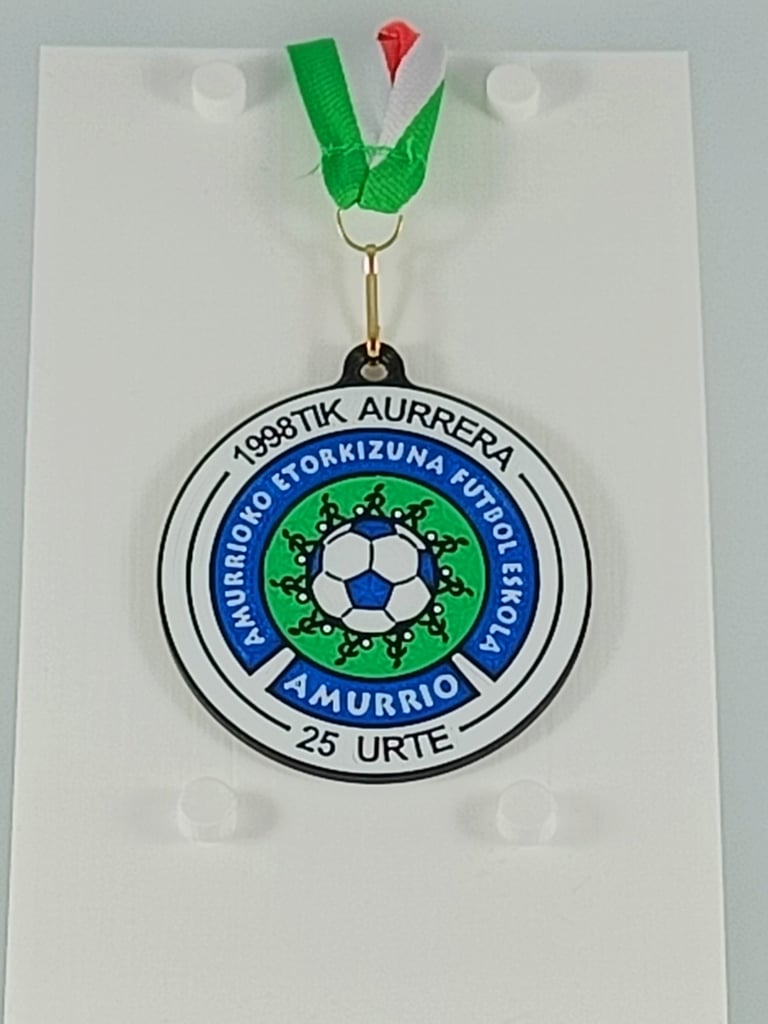 1998TIK AURRERA
AMURRIOKO ETORKIZUNA FUTBOL ESKOLA
AMURRIO
25 URTE